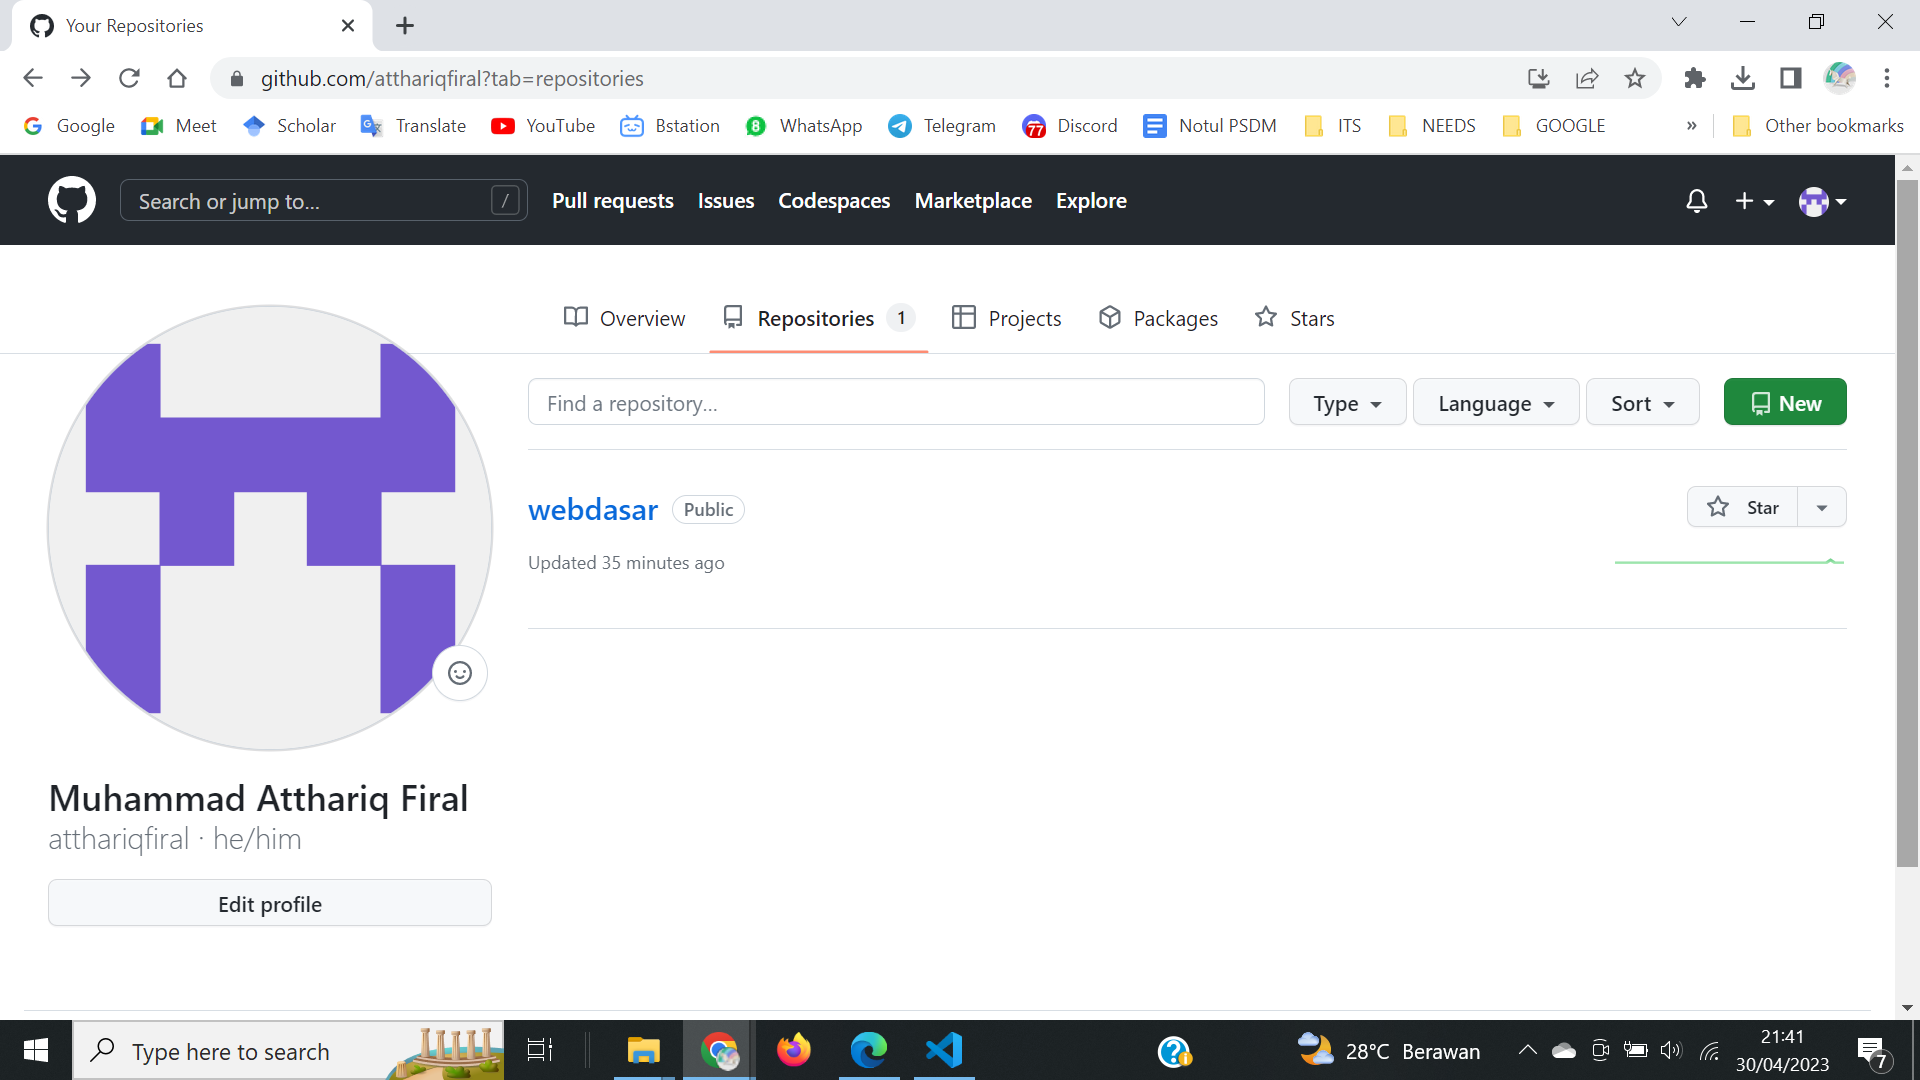 Your Repositories
github.com/atthariqfiral?tab=repositories
Google Meet Scholar Translate YouTube Bstation 8 WhatsApp Telegram 77 Discord Notul PSDM ITS NEEDS GOOGLE » Other bookmarks
Search or jump to... / Pull requests Issues Codespaces Marketplace Explore
Overview Repositories 1 Projects Packages Stars
Find a repository... Type Language Sort New
webdasar Public Star
Updated 35 minutes ago
Muhammad Atthariq Firal
atthariqfiral · he/him
Edit profile
Type here to search 28°C Berawan 21:41
30/04/2023 7